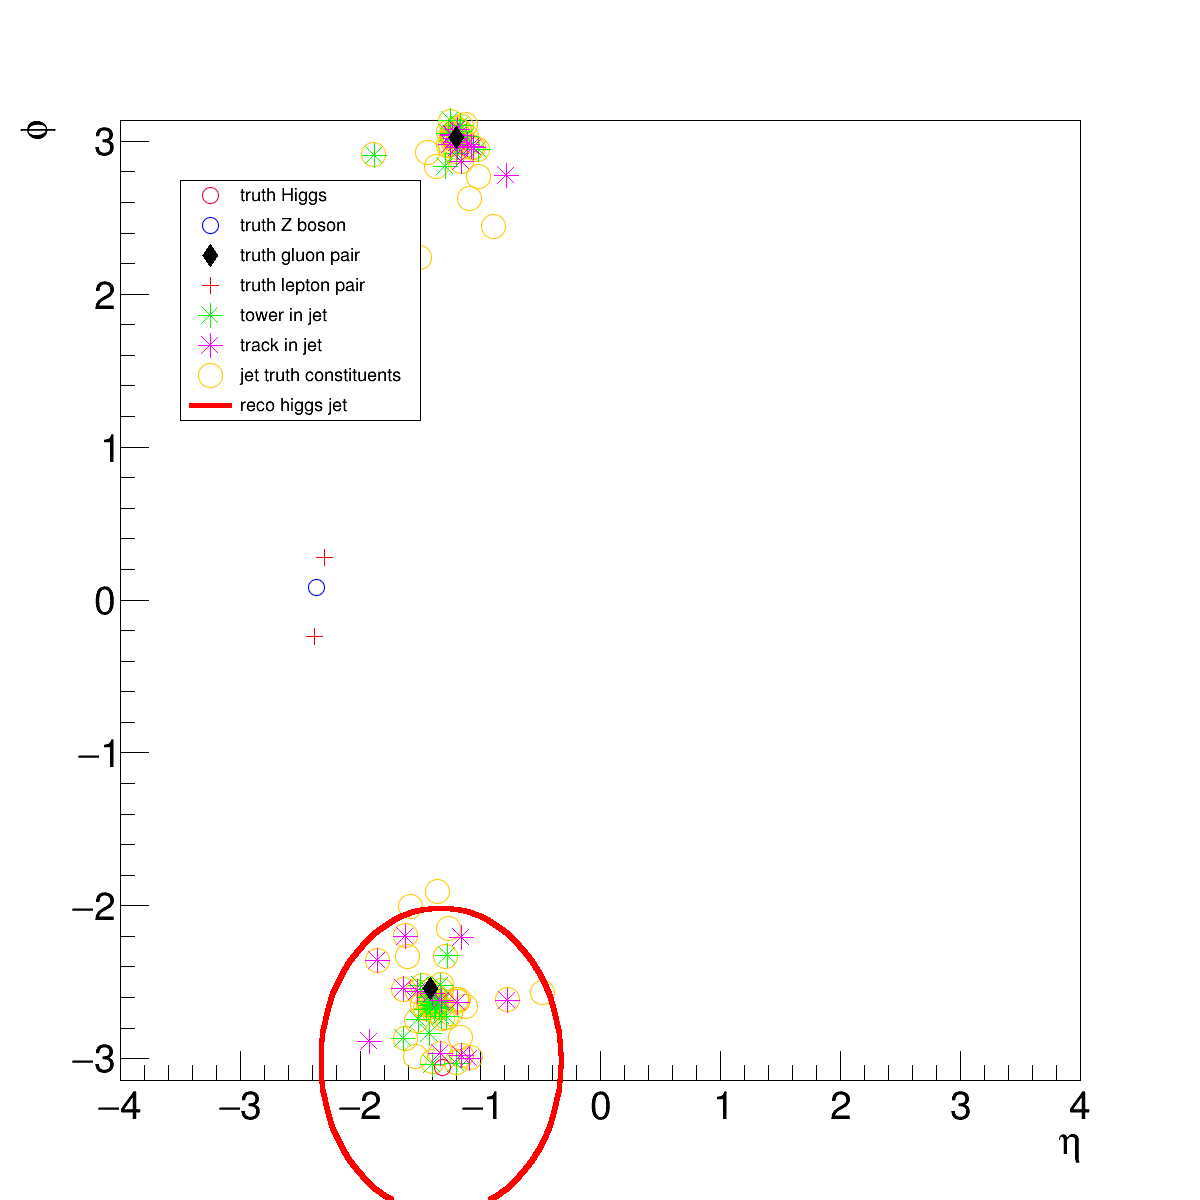 ϕ
3
truth Higgs
truth Z boson
truth gluon pair
truth lepton pair
tower in jet
track in jet
jet truth constituents
reco higgs jet
2
1
0
−1
−2
−3
−4 −3 −2 −1 0 1 2 3 4
η